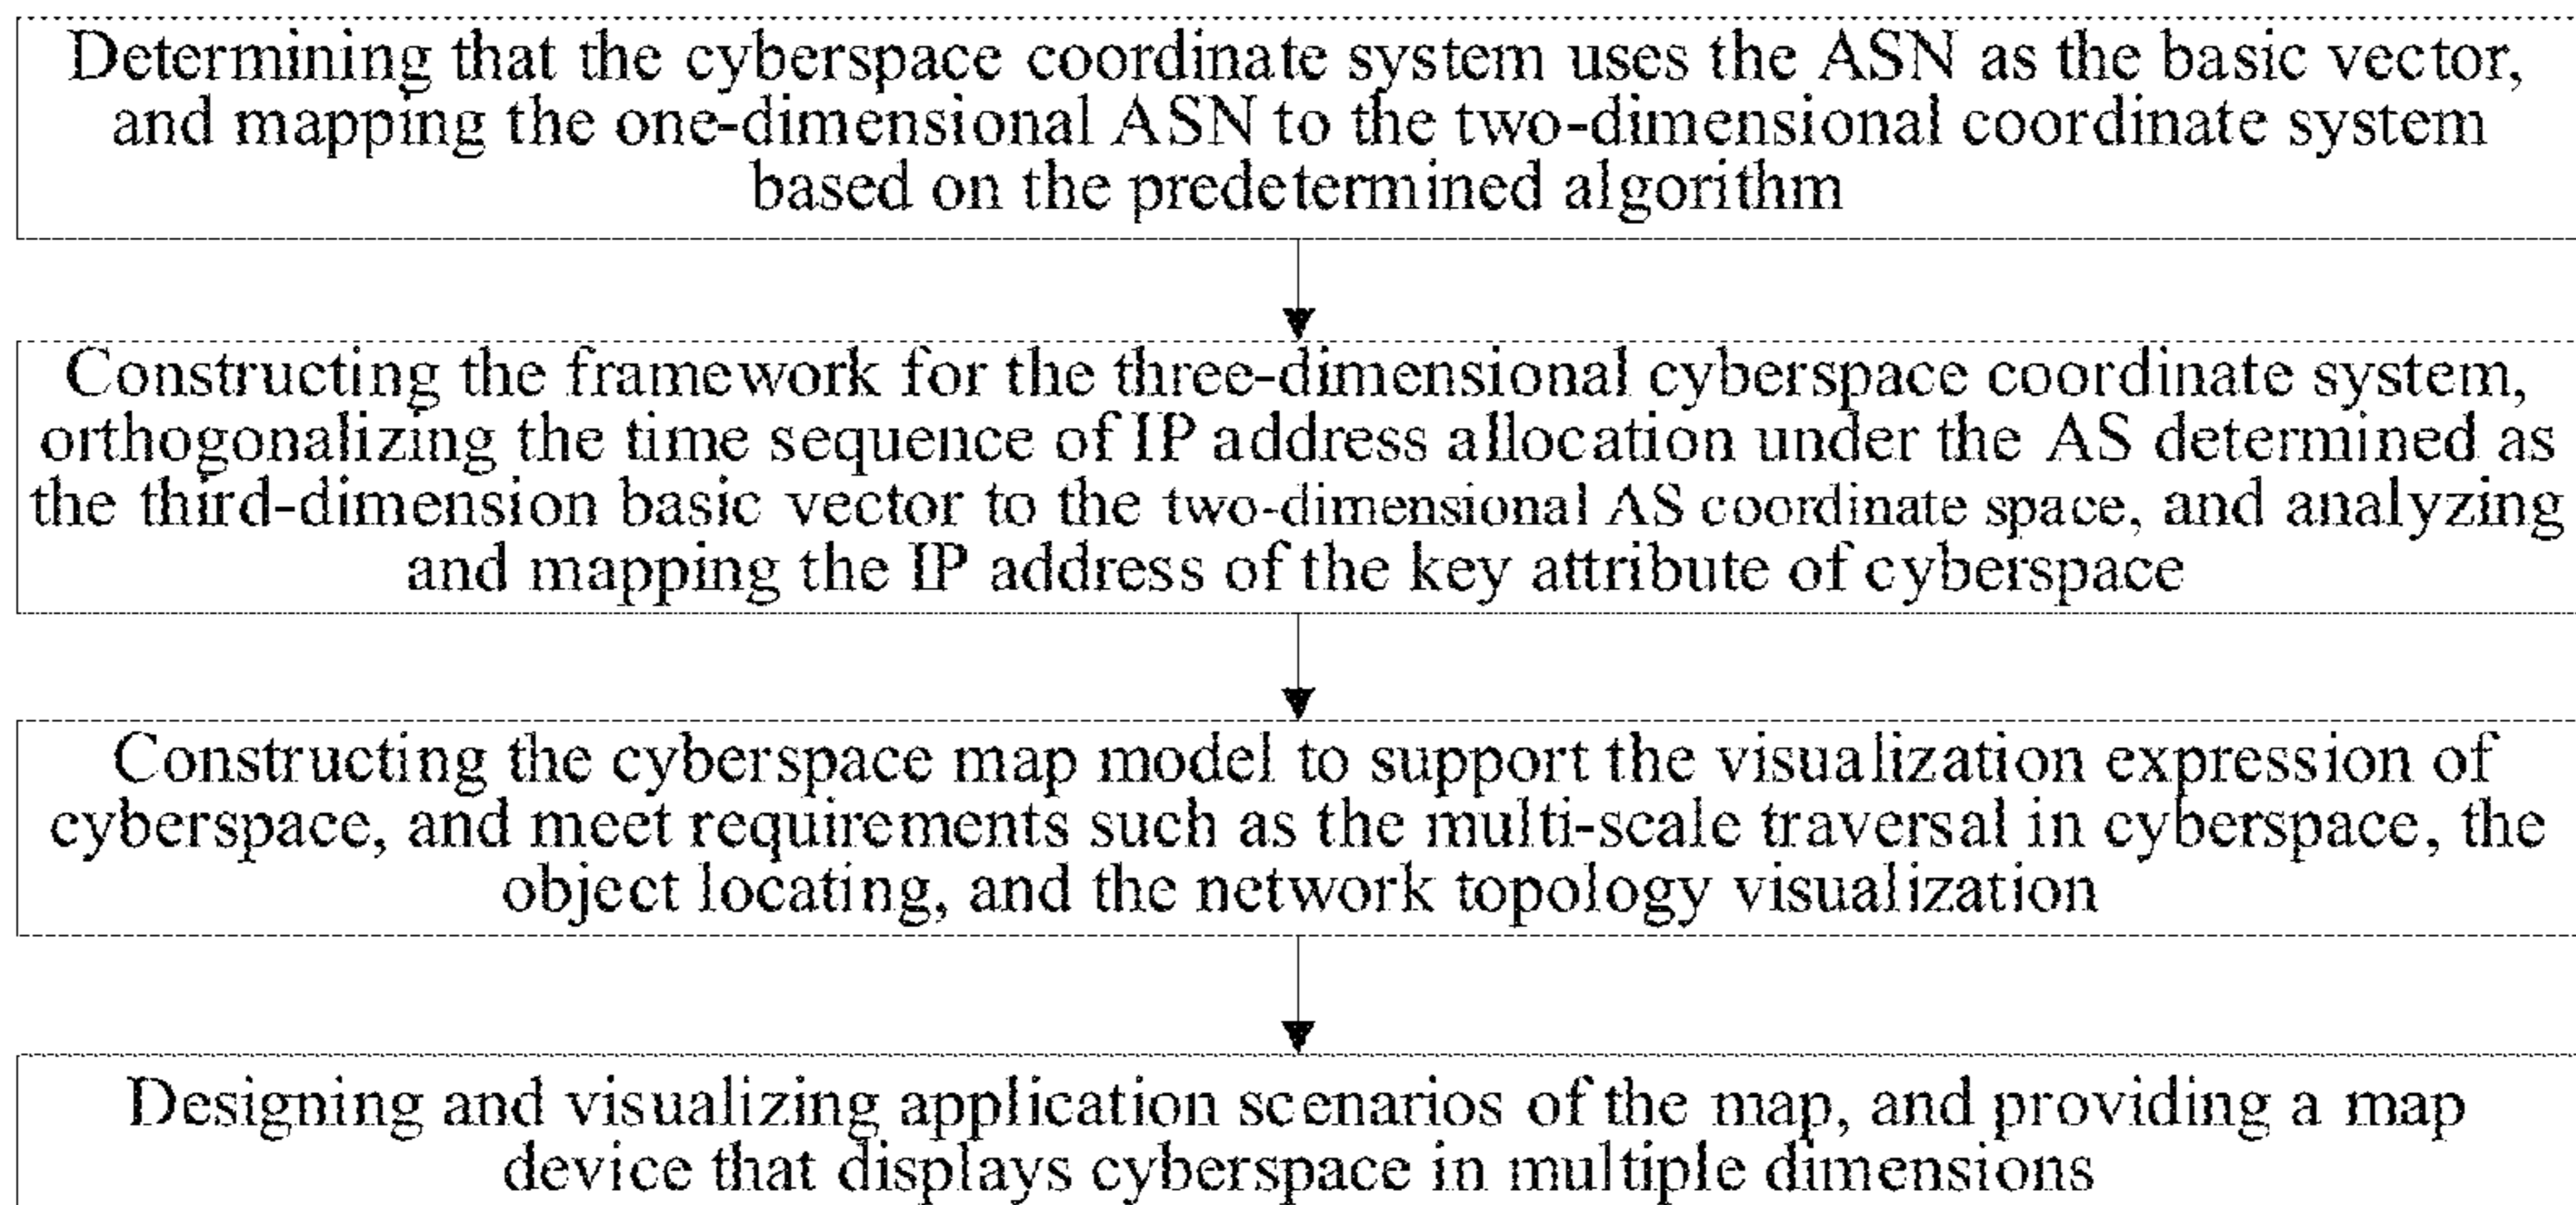 Determining that the cyberspace coordinate system uses the ASN as the basic vector,
and mapping the one-dimensional ASN to the two-dimensional coordinate system
based on the predetermined algorithm
Constructing the framework for the three-dimensional cyberspace coordinate system,
orthogonalizing the time sequence of IP address allocation under the AS determined as
the third-dimension basic vector to the two-dimensional AS coordinate space, and analyzing
and mapping the IP address of the key attribute of cyberspace
Constructing the cyberspace map model to support the visualization expression of
cyberspace, and meet requirements such as the multi-scale traversal in cyberspace, the
object locating, and the network topology visualization
Designing and visualizing application scenarios of the map, and providing a map
device that displays cyberspace in multiple dimensions